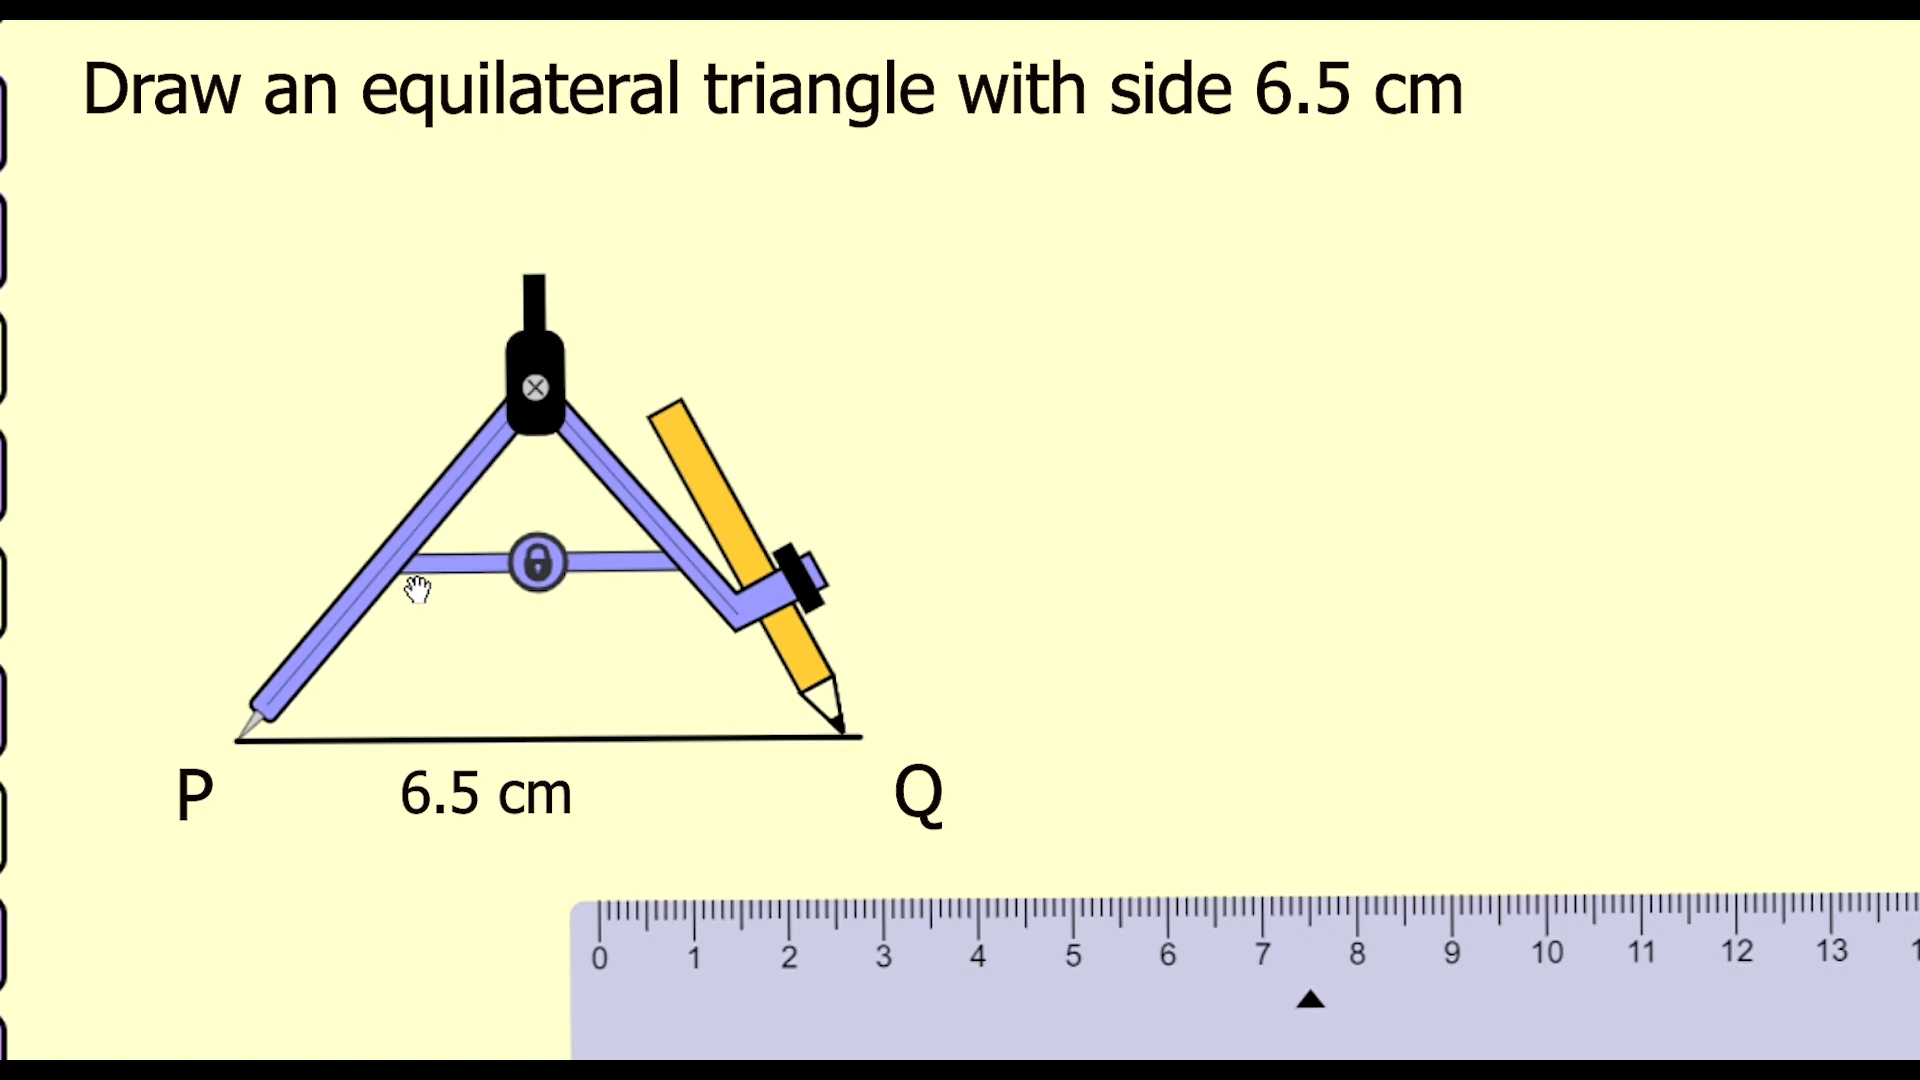 Draw an equilateral triangle with side 6.5 cm
P 6.5 cm Q
0 1 2 3 4 5 6 7 8 9 10 11 12 13